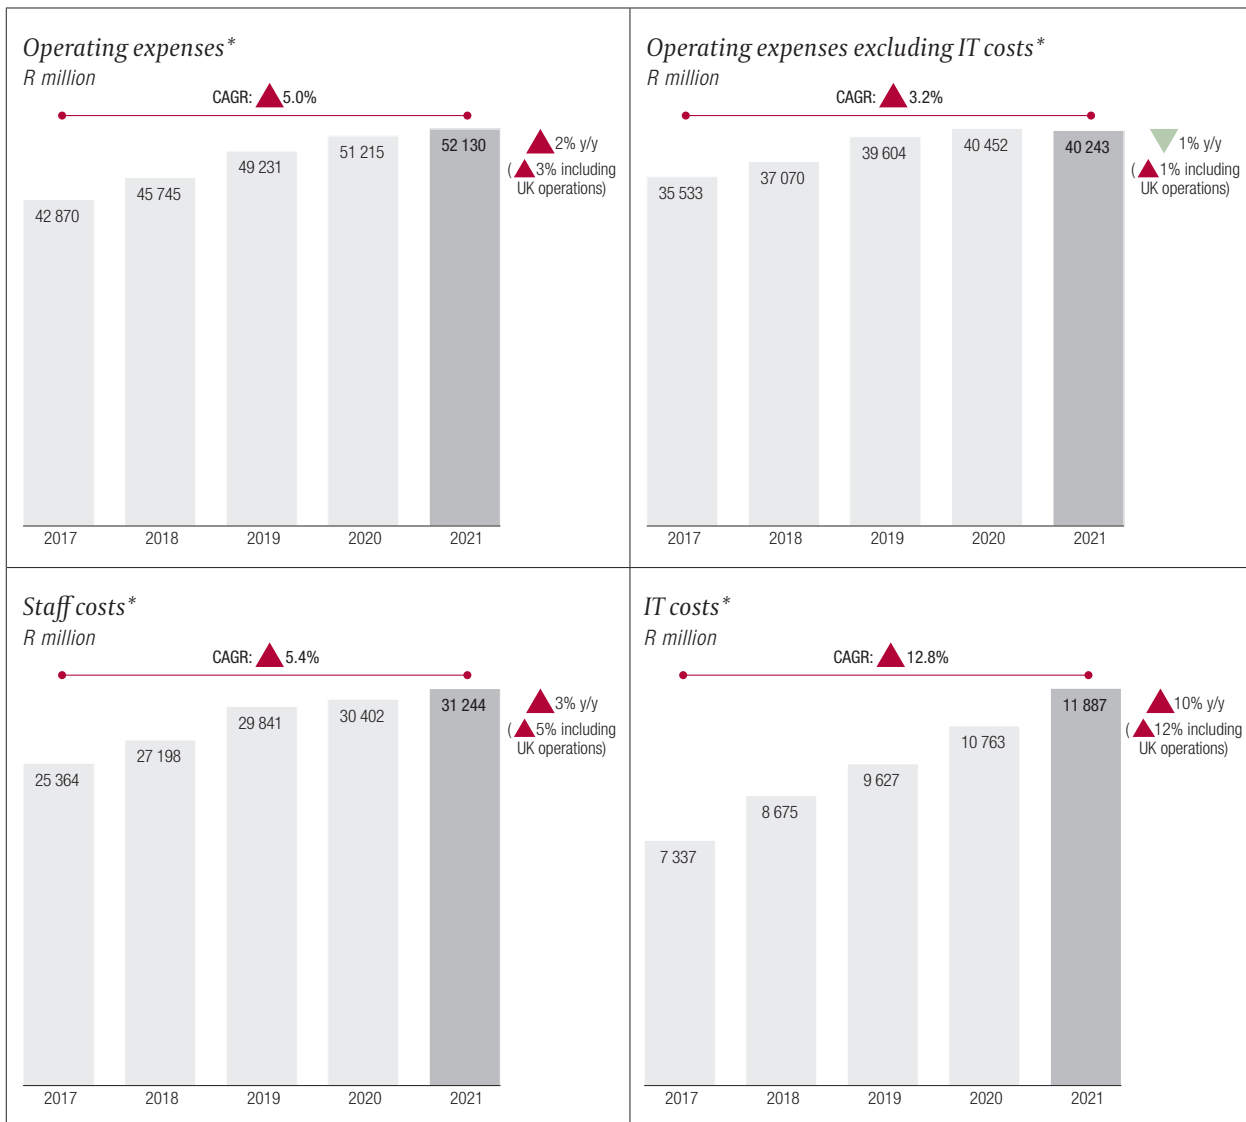 Operating expenses*
R million
CAGR: ▲ 5.0%
42 870
45 745
49 231
51 215
52 130
▲ 2% y/y
( ▲ 3% including
UK operations)
2017 2018 2019 2020 2021
Operating expenses excluding IT costs*
R million
CAGR: ▲ 3.2%
35 533
37 070
39 604
40 452
40 243
▼ 1% y/y
( ▲ 1% including
UK operations)
2017 2018 2019 2020 2021
Staff costs*
R million
CAGR: ▲ 5.4%
25 364
27 198
29 841
30 402
31 244
▲ 3% y/y
( ▲ 5% including
UK operations)
2017 2018 2019 2020 2021
IT costs*
R million
CAGR: ▲ 12.8%
7 337
8 675
9 627
10 763
11 887
▲ 10% y/y
( ▲ 12% including
UK operations)
2017 2018 2019 2020 2021